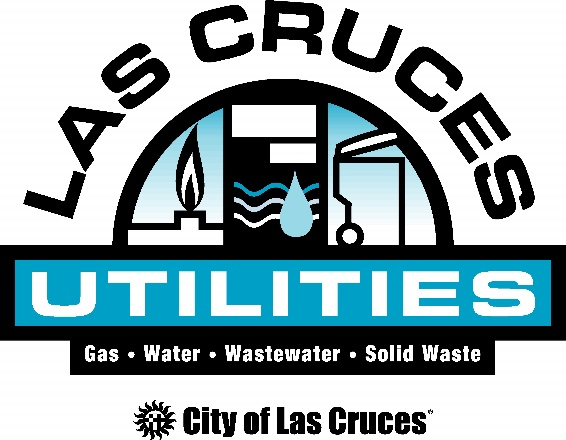 LAS CRUCES
UTILITIES
Gas • Water • Wastewater • Solid Waste
City of Las Cruces®